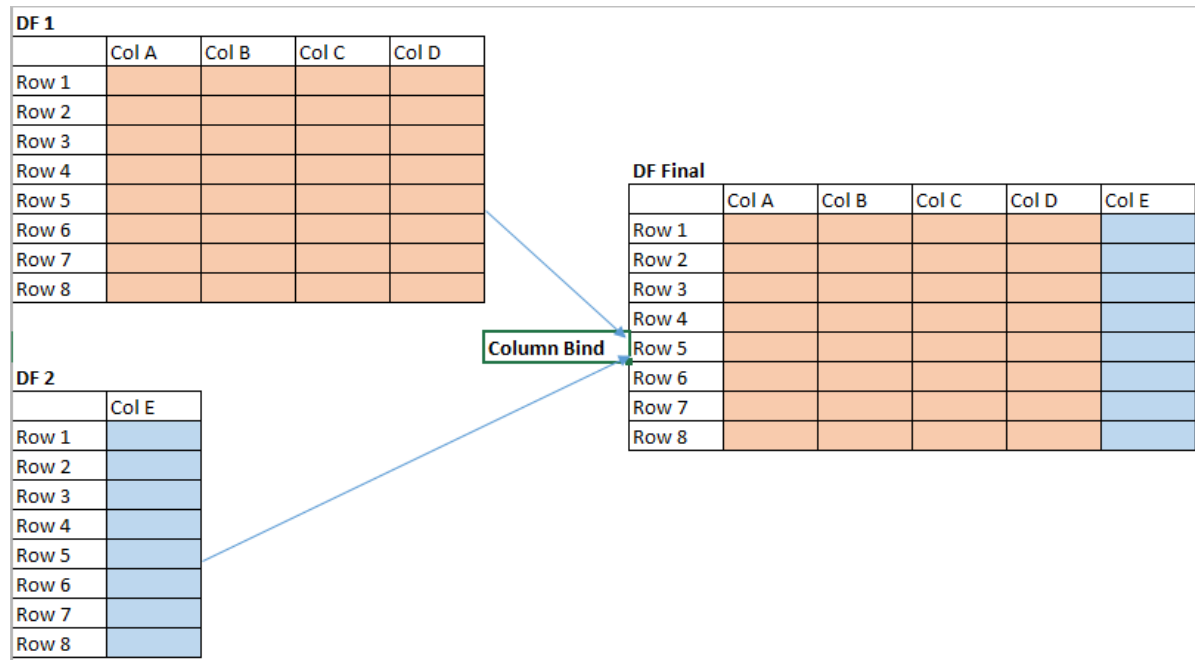 DF 1
Col A Col B Col C Col D
Row 1
Row 2
Row 3
Row 4
Row 5
Row 6
Row 7
Row 8
DF 2
Col E
Row 1
Row 2
Row 3
Row 4
Row 5
Row 6
Row 7
Row 8
Column Bind
DF Final
Col A Col B Col C Col D Col E
Row 1
Row 2
Row 3
Row 4
Row 5
Row 6
Row 7
Row 8